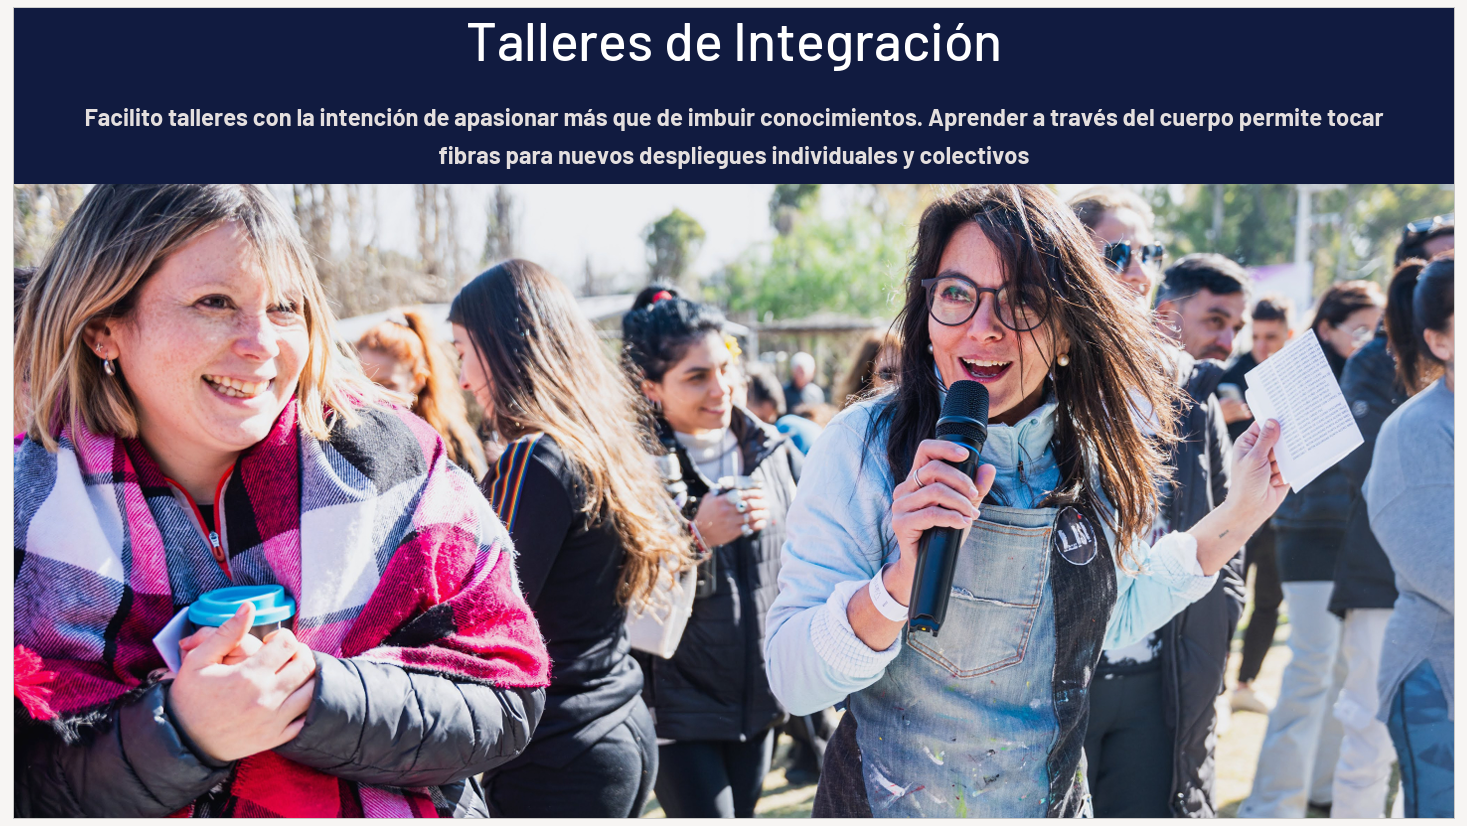 Talleres de Integración
Facilito talleres con la intención de apasionar más que de imbuir conocimientos. Aprender a través del cuerpo permite tocar
fibras para nuevos despliegues individuales y colectivos